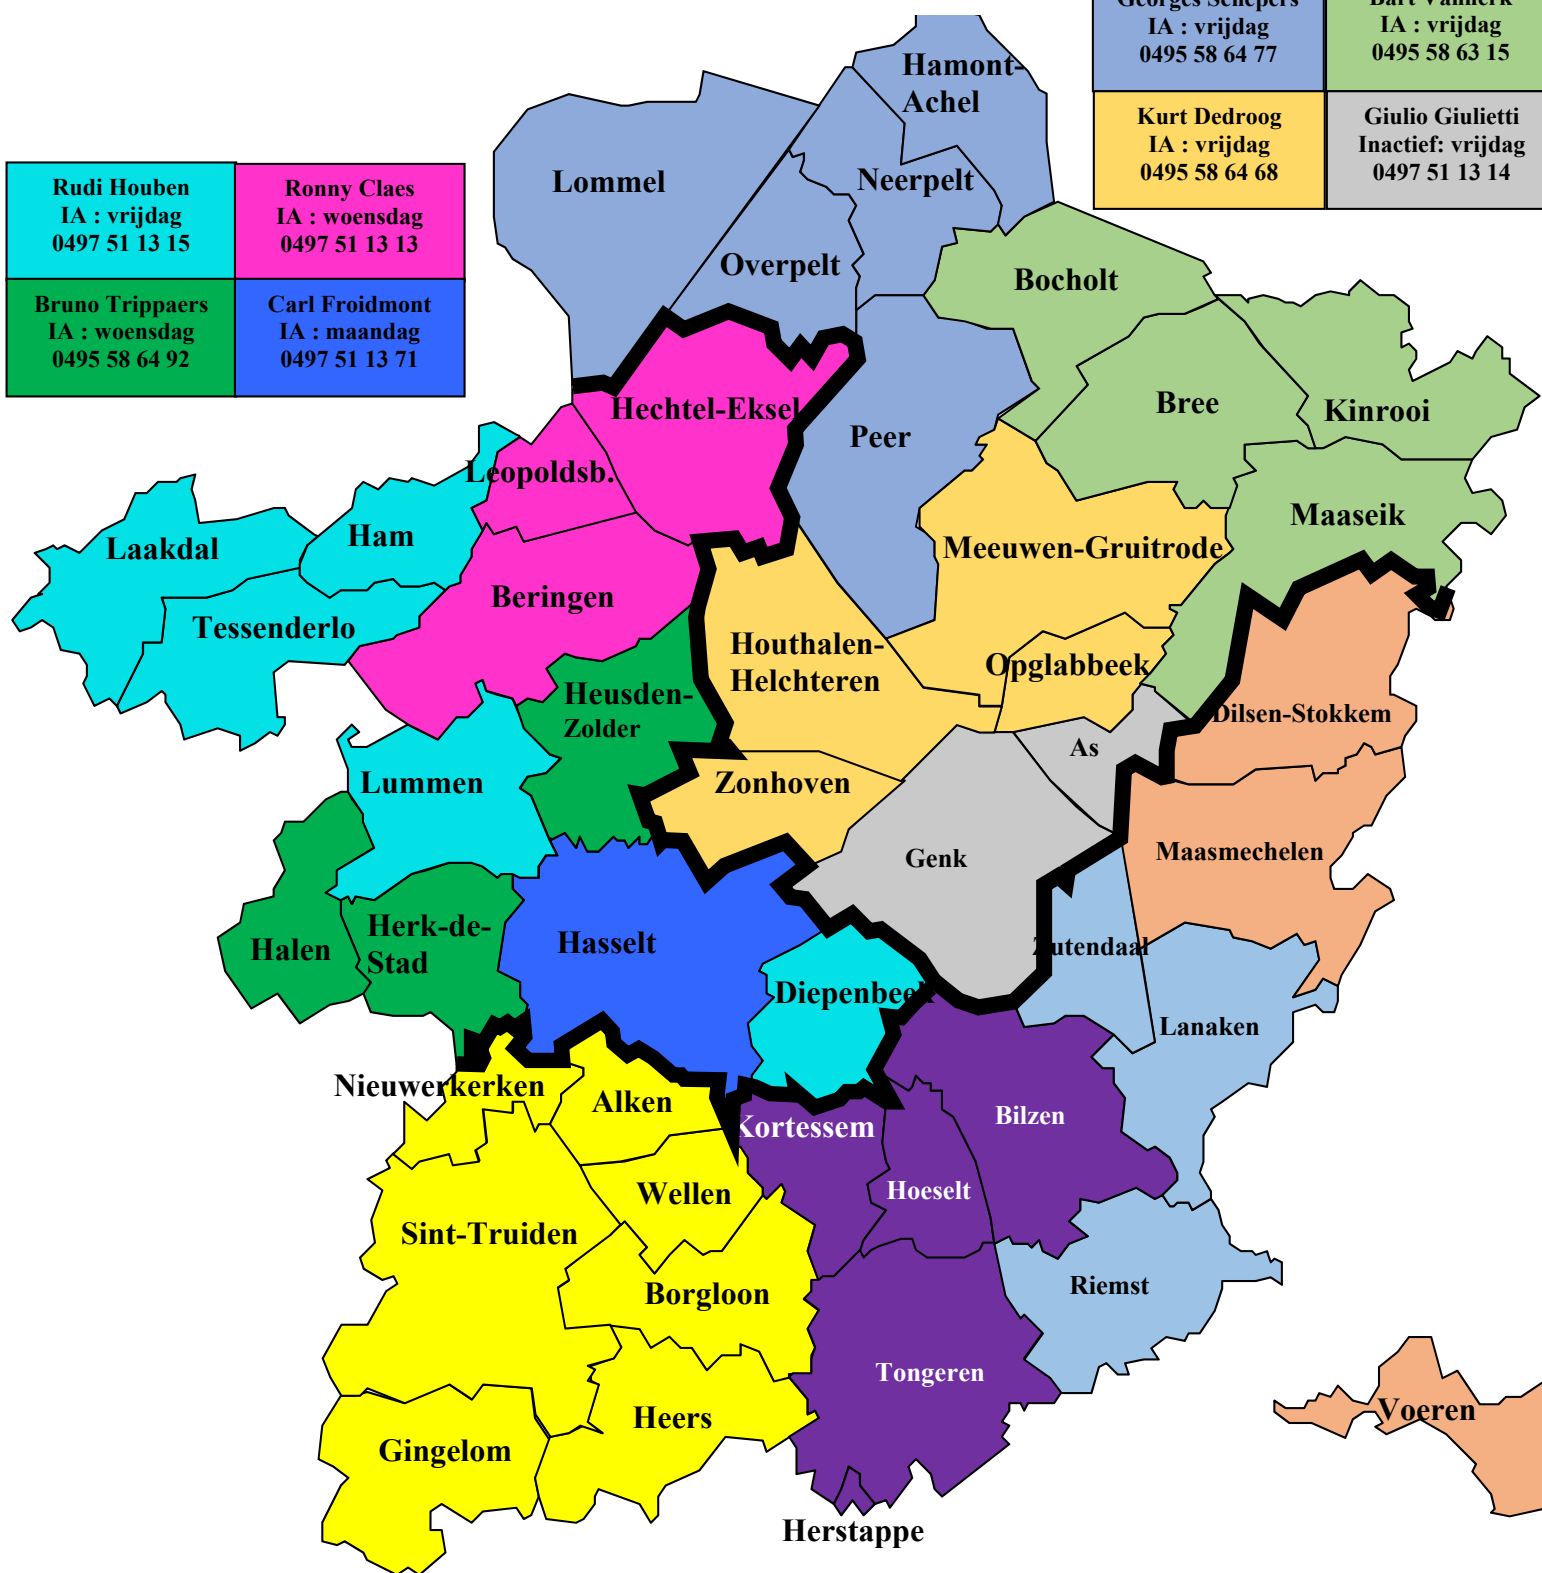 IA : vrijdag
0495 58 64 77
IA : vrijdag
0495 58 63 15
Kurt Dedroog
IA : vrijdag
0495 58 64 68
Giulio Giulietti
Inactief: vrijdag
0497 51 13 14
Rudi Houben
IA : vrijdag
0497 51 13 15
Ronny Claes
IA : woensdag
0497 51 13 13
Bruno Trippaers
IA : woensdag
0495 58 64 92
Carl Froidmont
IA : maandag
0497 51 13 71
Hamont-
Achel
Lommel
Neerpelt
Overpelt
Bocholt
Hechtel-Eksel
Peer
Bree
Kinrooi
Leopoldsb.
Maaseik
Ham
Laakdal
Meeuwen-Gruitrode
Beringen
Tessenderlo
Houthalen-
Helchteren
Opglabbeek
Heusden-
Zolder
Dilsen-Stokkem
As
Lummen
Zonhoven
Genk
Maasmechelen
Halen
Herk-de-
Stad
Hasselt
Zutendaal
Diepenbeek
Lanaken
Nieuwerkerken
Alken
Kortessem
Bilzen
Wellen
Hoeselt
Sint-Truiden
Borgloon
Riemst
Tongeren
Heers
Voeren
Gingelom
Herstappe